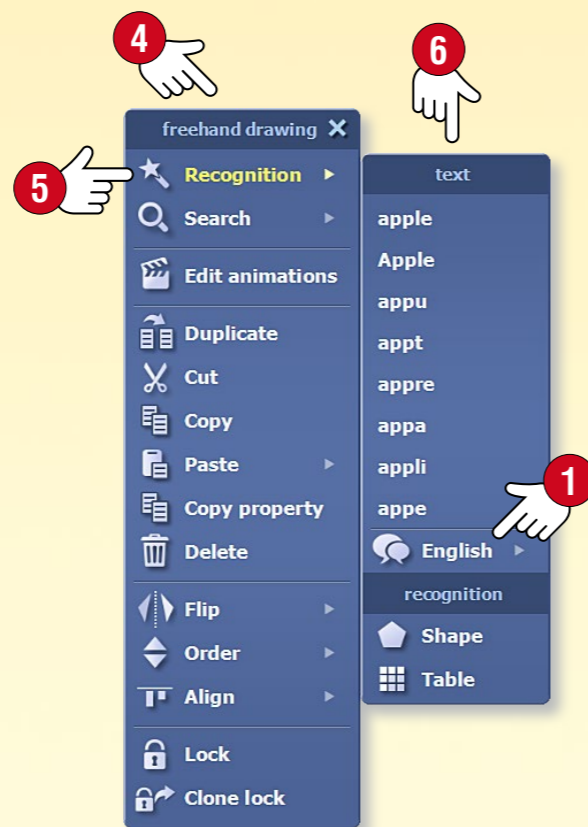 4
freehand drawing
5
Recognition
Search
Edit animations
Duplicate
Cut
Copy
Paste
Copy property
Delete
Flip
Order
Align
Lock
Clone lock
6
text
apple
Apple
appu
appt
appre
appa
appli
appe
1
English
recognition
Shape
Table